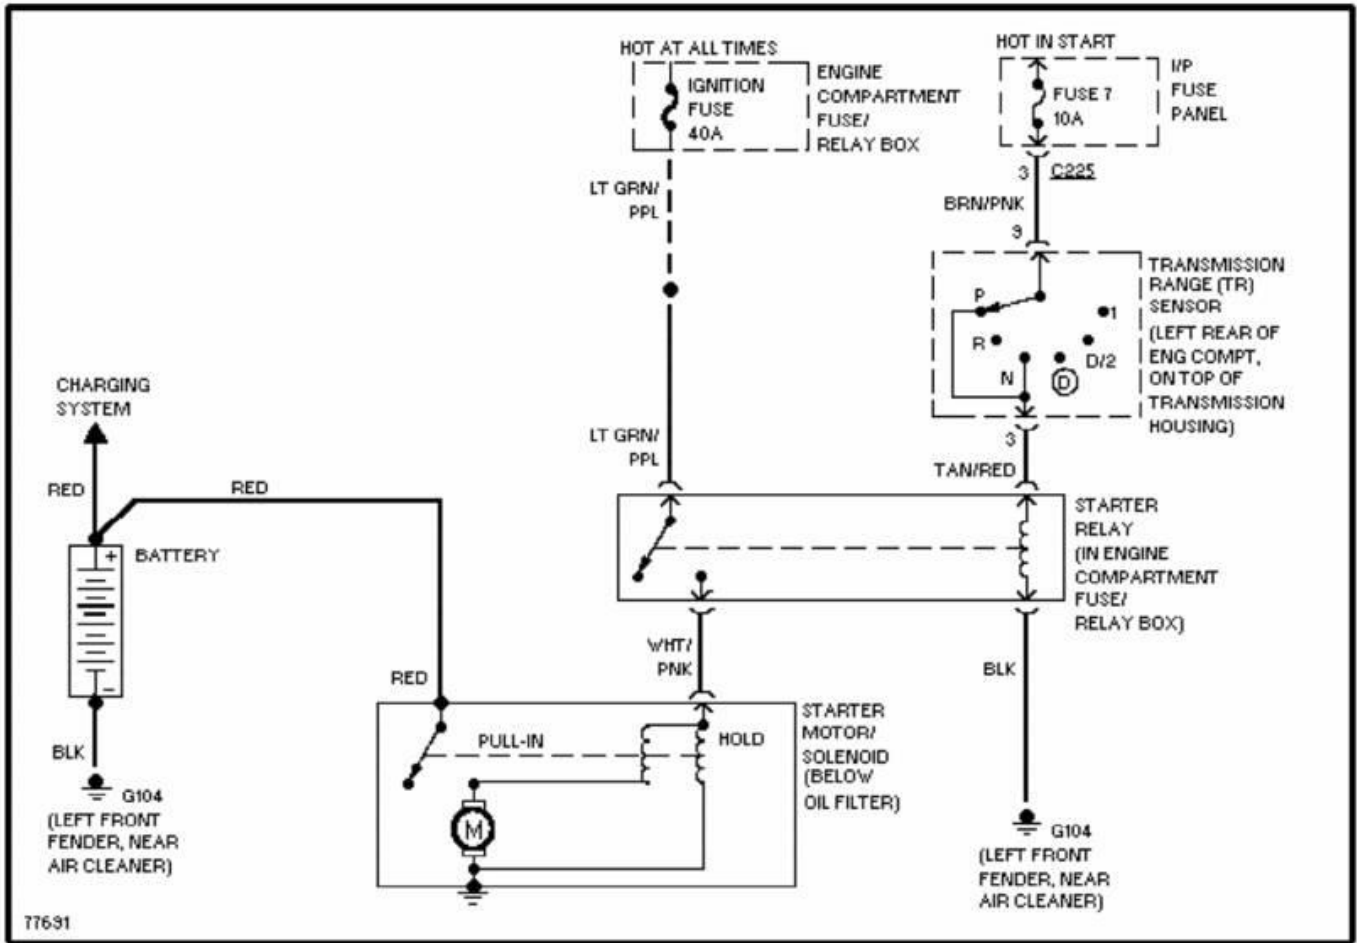 HOT AT ALL TIMES
IGNITION
FUSE
40A
ENGINE
COMPARTMENT
FUSE/
RELAY BOX
HOT IN START
FUSE 7
10A
I/P
FUSE
PANEL
3 C225
BRN/PNK
9
LT GRN/
PPL
TRANSMISSION
RANGE (TR)
SENSOR
(LEFT REAR OF
ENG COMPT,
ON TOP OF
TRANSMISSION
HOUSING)
P
1
R
D/2
N
D
3
TAN/RED
LT GRN/
PPL
CHARGING
SYSTEM
RED
RED
+
BATTERY
−
STARTER
RELAY
(IN ENGINE
COMPARTMENT
FUSE/
RELAY BOX)
WHT/
PNK
BLK
RED
BLK
G104
(LEFT FRONT
FENDER, NEAR
AIR CLEANER)
PULL-IN
HOLD
M
STARTER
MOTOR/
SOLENOID
(BELOW
OIL FILTER)
G104
(LEFT FRONT
FENDER, NEAR
AIR CLEANER)
77691